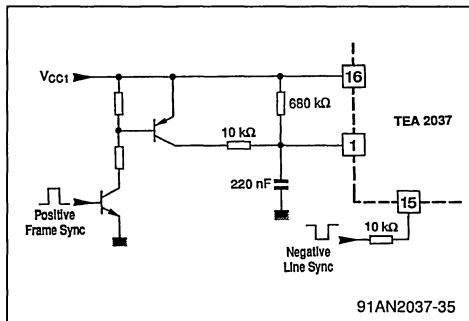 VCC1
16
680 kΩ
TEA 2037
10 kΩ
1
220 nF
15
Positive
Frame Sync
10 kΩ
Negative
Line Sync
91AN2037-35